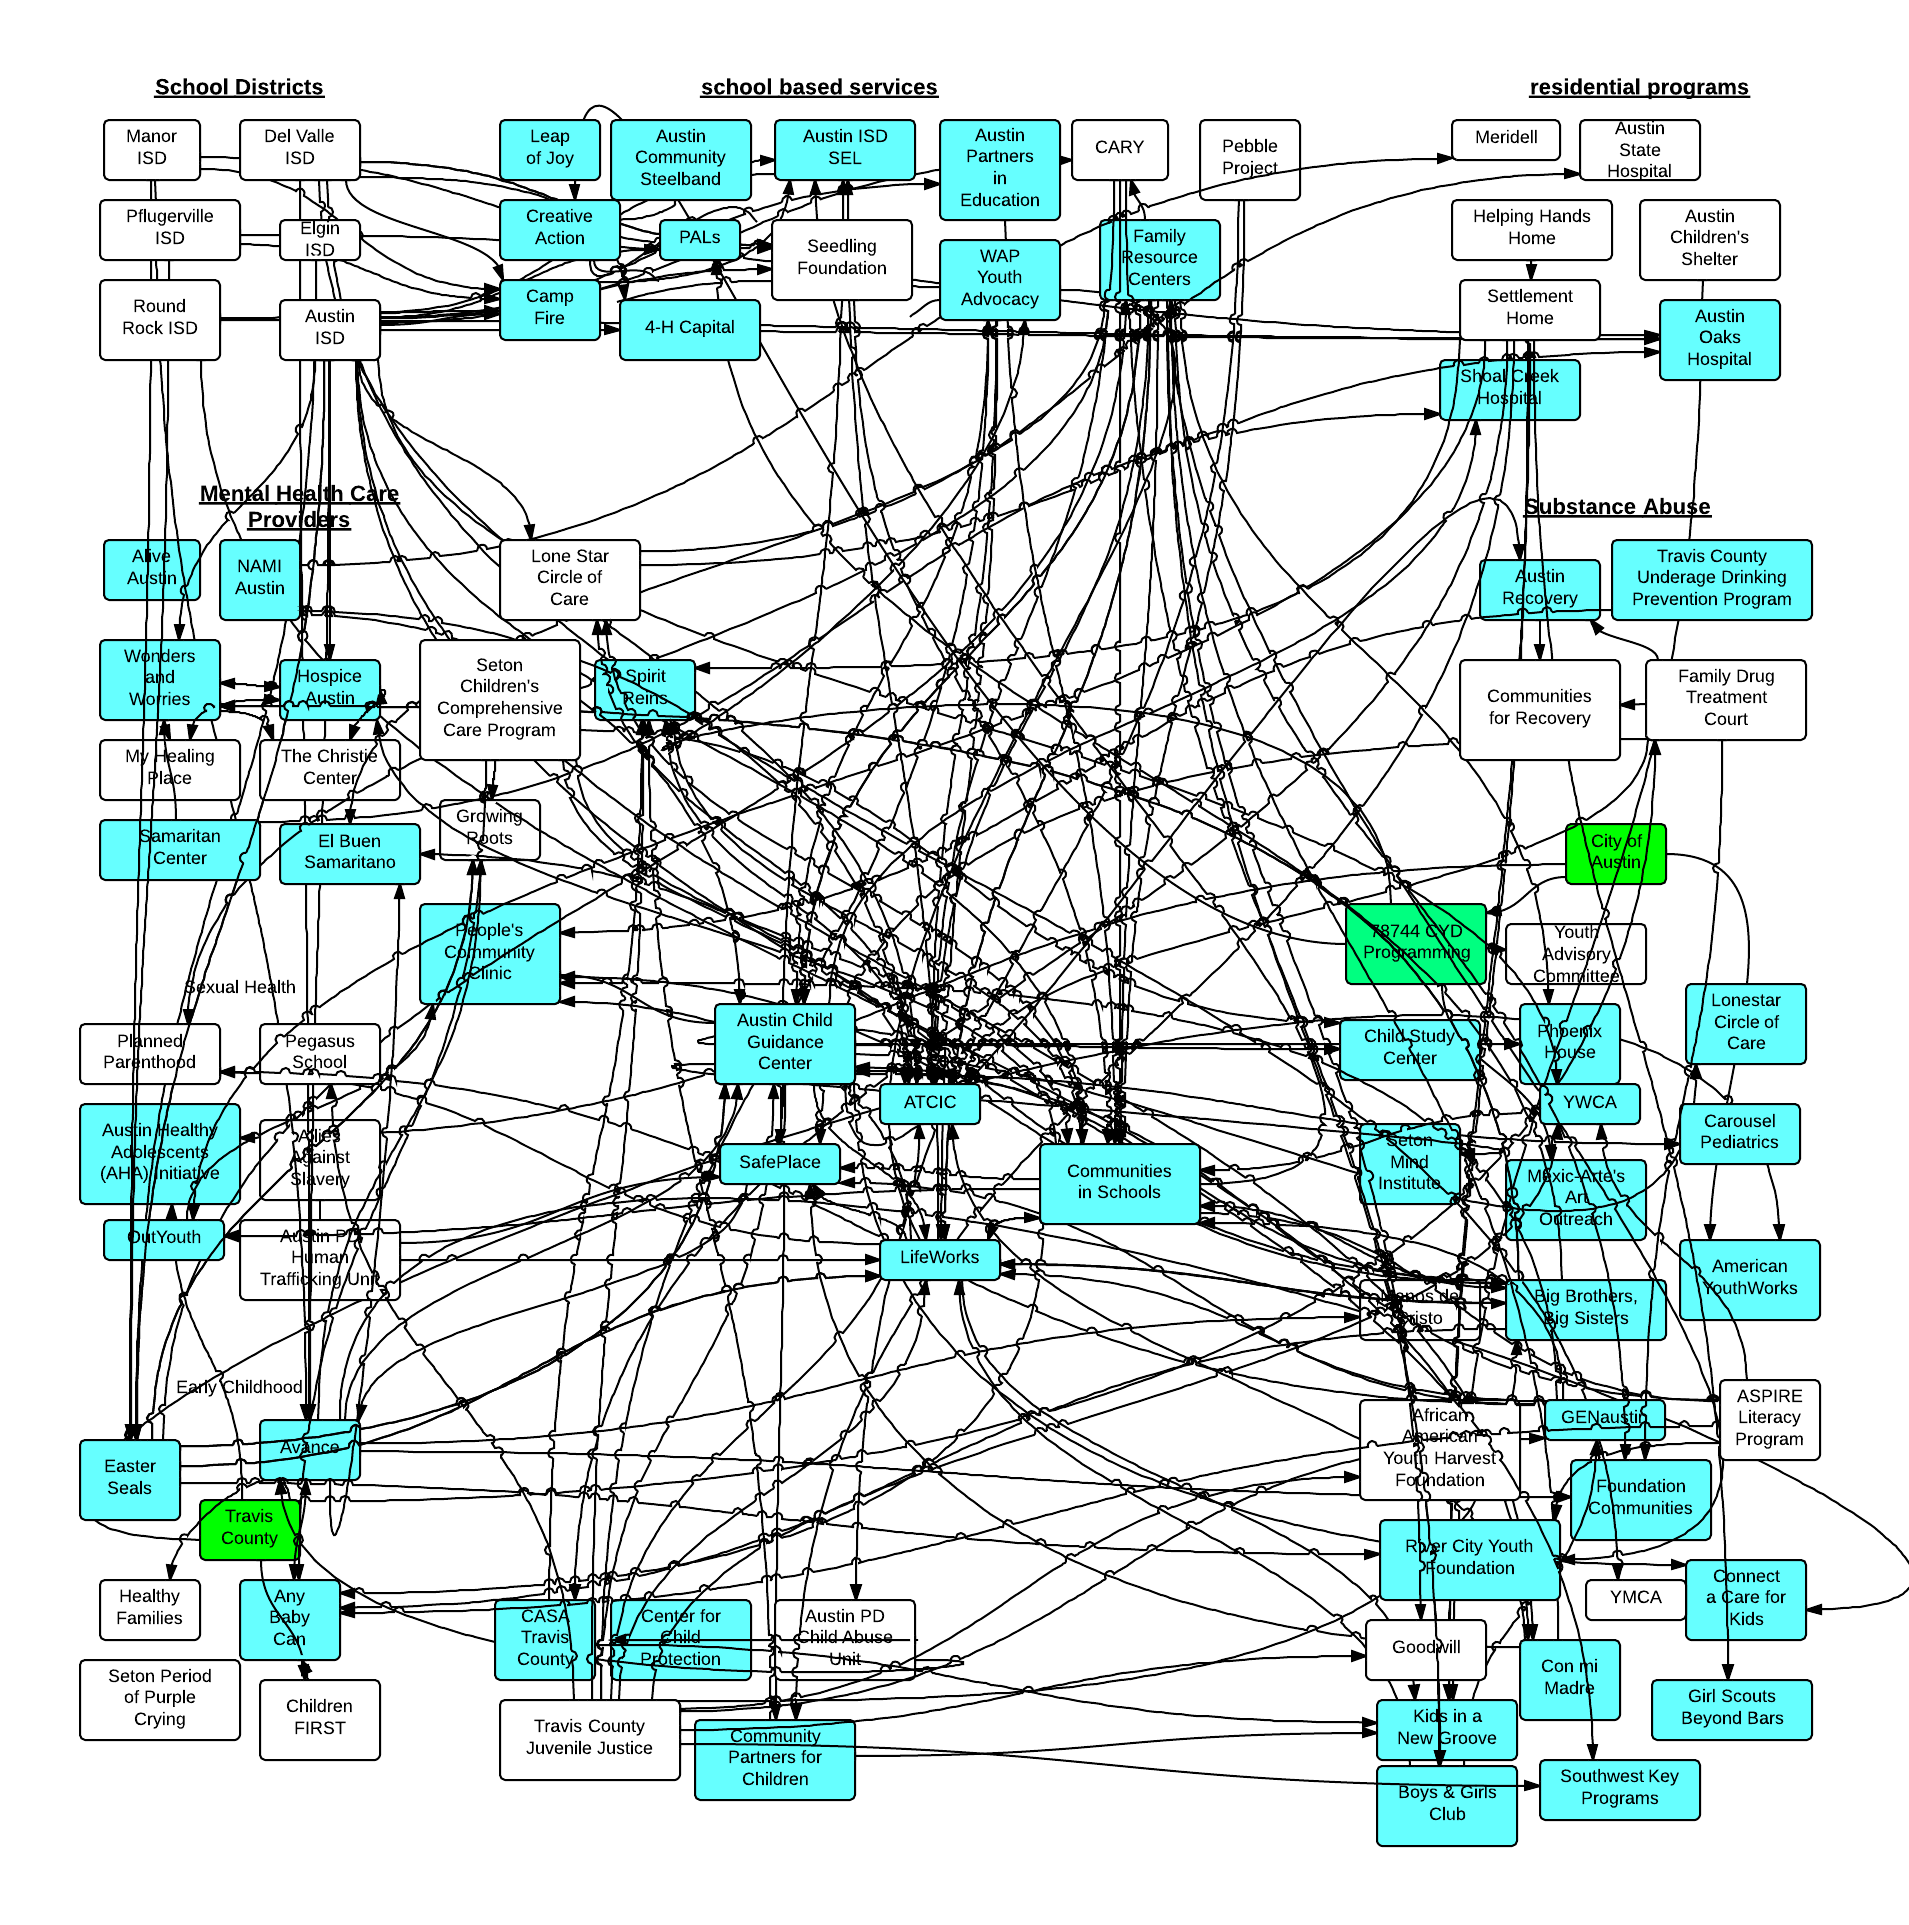 School Districts
school based services
residential programs
Manor
ISD
Del Valle
ISD
Leap
of Joy
Austin
Community
Steelband
Austin ISD
SEL
Austin
Partners
in
Education
CARY
Pebble
Project
Meridell
Austin
State
Hospital
Pflugerville
ISD
Elgin
ISD
Creative
Action
PALs
Seedling
Foundation
WAP
Youth
Advocacy
Family
Resource
Centers
Helping Hands
Home
Austin
Children's
Shelter
Round
Rock ISD
Austin
ISD
Camp
Fire
4-H Capital
Settlement
Home
Austin
Oaks
Hospital
Shoal Creek
Hospital
Mental Health Care
Providers
Substance Abuse
Alive
Austin
NAMI
Austin
Lone Star
Circle of
Care
Austin
Recovery
Travis County
Underage Drinking
Prevention Program
Wonders
and
Worries
Hospice
Austin
Seton
Children's
Comprehensive
Care Program
Spirit
Reins
Communities
for Recovery
Family Drug
Treatment
Court
My Healing
Place
The Christie
Center
Growing
Roots
Samaritan
Center
El Buen
Samaritano
City of
Austin
People's
Community
Clinic
78744 CYD
Programming
Youth
Advisory
Committee
Sexual Health
Planned
Parenthood
Pegasus
School
Austin Child
Guidance
Center
Child Study
Center
Phoenix
House
Lonestar
Circle of
Care
ATCIC
YWCA
Austin Healthy
Adolescents
(AHA) Initiative
Allies
Against
Slavery
SafePlace
Communities
in Schools
Seton
Mind
Institute
Mexic-Arte's
Art
Outreach
Carousel
Pediatrics
OutYouth
Austin PD
Human
Trafficking Unit
LifeWorks
Manos de
Cristo
Big Brothers,
Big Sisters
American
YouthWorks
Early Childhood
Easter
Seals
Avance
African
American
Youth Harvest
Foundation
GENaustin
ASPIRE
Literacy
Program
Foundation
Communities
Travis
County
River City Youth
Foundation
Healthy
Families
Any
Baby
Can
CASA
Travis
County
Center for
Child
Protection
Austin PD
Child Abuse
Unit
YMCA
Connect
a Care for
Kids
Goodwill
Con mi
Madre
Seton Period
of Purple
Crying
Children
FIRST
Travis County
Juvenile Justice
Community
Partners for
Children
Kids in a
New Groove
Girl Scouts
Beyond Bars
Boys & Girls
Club
Southwest Key
Programs